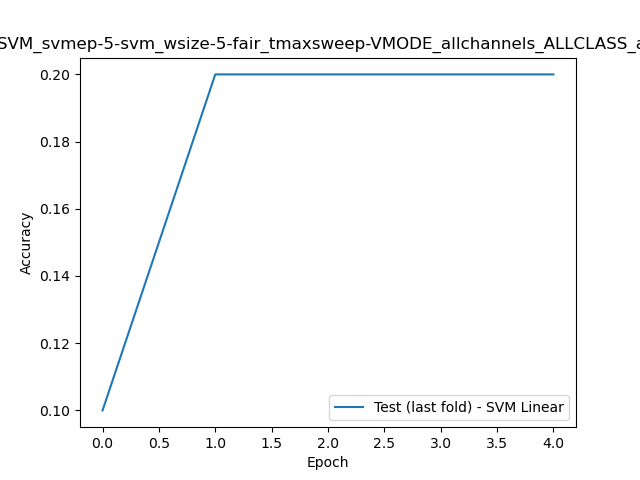 SVM_svmep-5-svm_wsize-5-fair_tmaxsweep-VMODE_allchannels_ALLCLASS_a
0.20
0.18
0.16
0.14
0.12
0.10
Accuracy
Test (last fold) - SVM Linear
0.0 0.5 1.0 1.5 2.0 2.5 3.0 3.5 4.0
Epoch